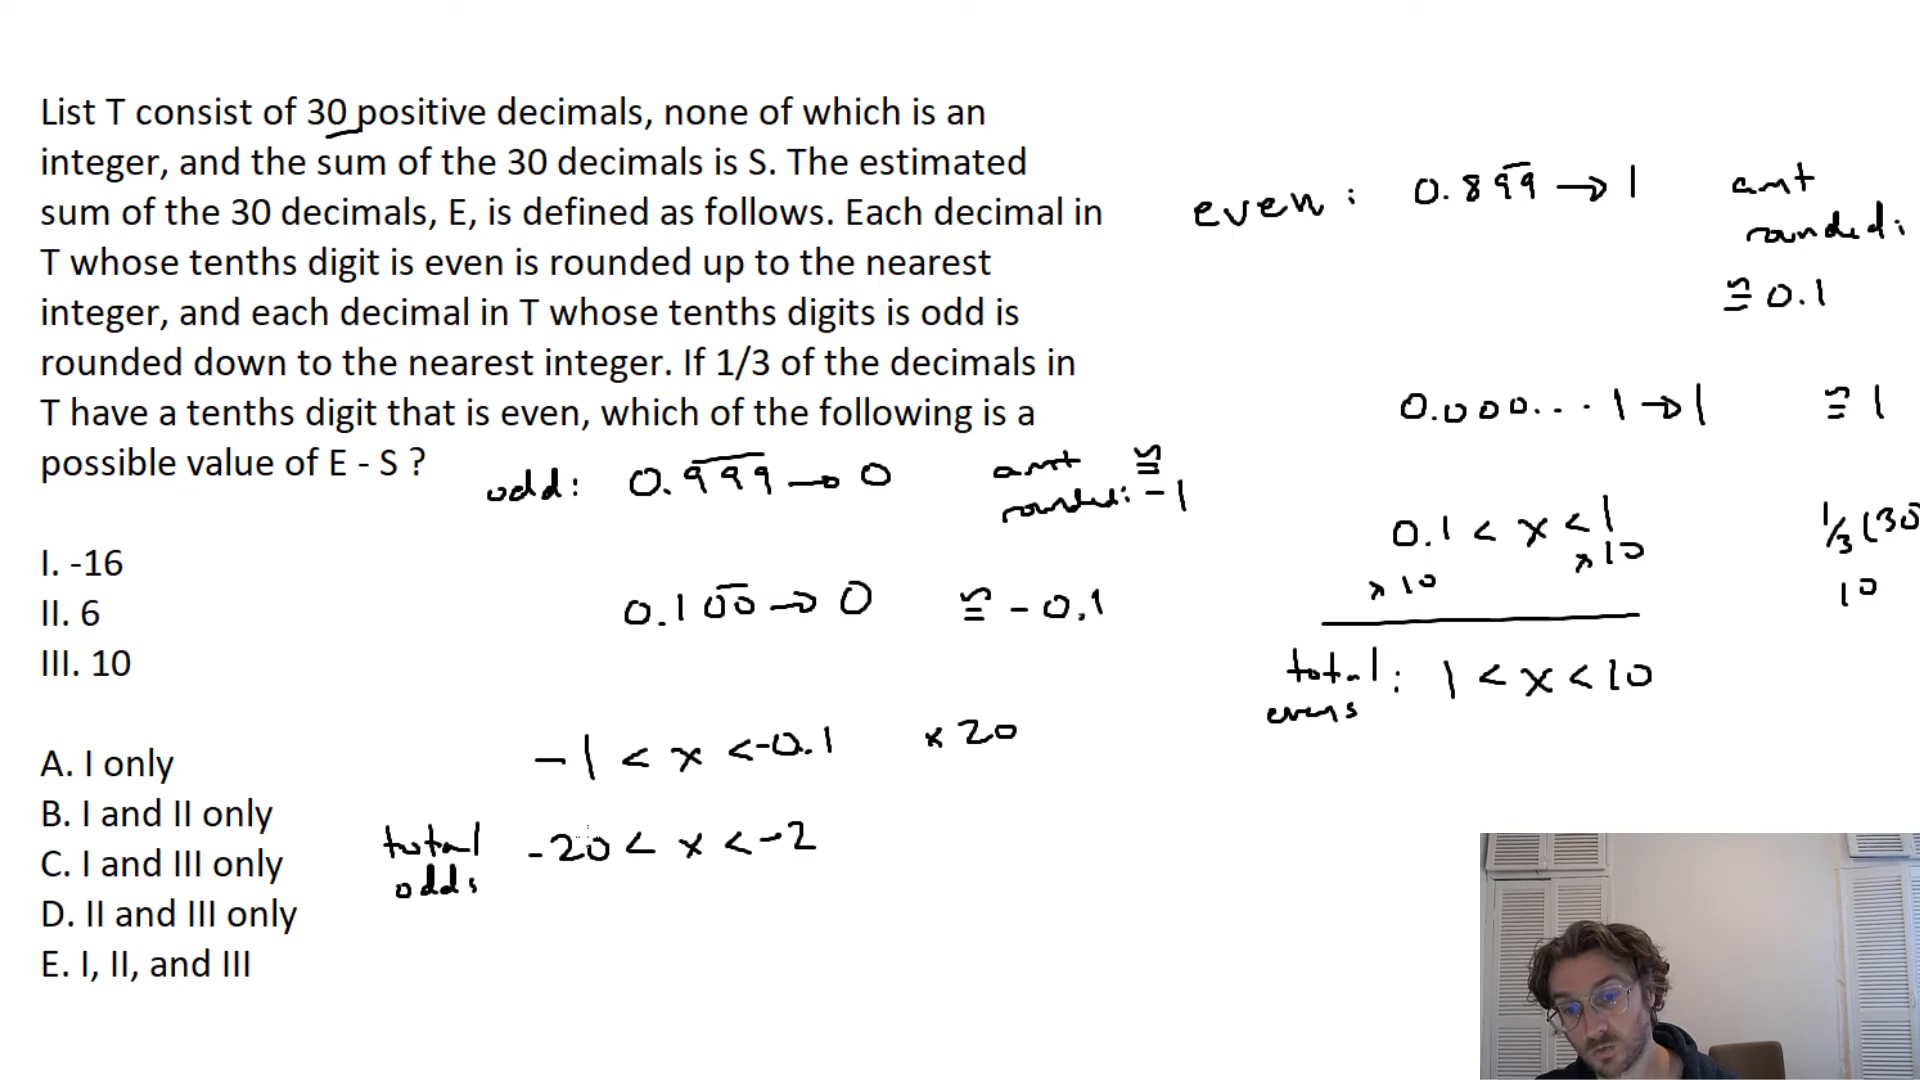 List T consist of 30 positive decimals, none of which is an
integer, and the sum of the 30 decimals is S. The estimated
sum of the 30 decimals, E, is defined as follows. Each decimal in
T whose tenths digit is even is rounded up to the nearest
integer, and each decimal in T whose tenths digits is odd is
rounded down to the nearest integer. If 1/3 of the decimals in
T have a tenths digit that is even, which of the following is a
possible value of E - S ?
I. -16
II. 6
III. 10
A. I only
B. I and II only
C. I and III only
D. II and III only
E. I, II, and III
odd: 0.999 → 0 amt rounded: ≅ -1
0.100 → 0 ≅ -0.1
-1 < x < -0.1 x 20
total odds -20 < x < -2
even: 0.899 → 1 amt rounded:
≅ 0.1
0.000...1 → 1 ≅ 1
0.1 < x < 1 1/3 (30
x 10 x 10 10
total evens: 1 < x < 10